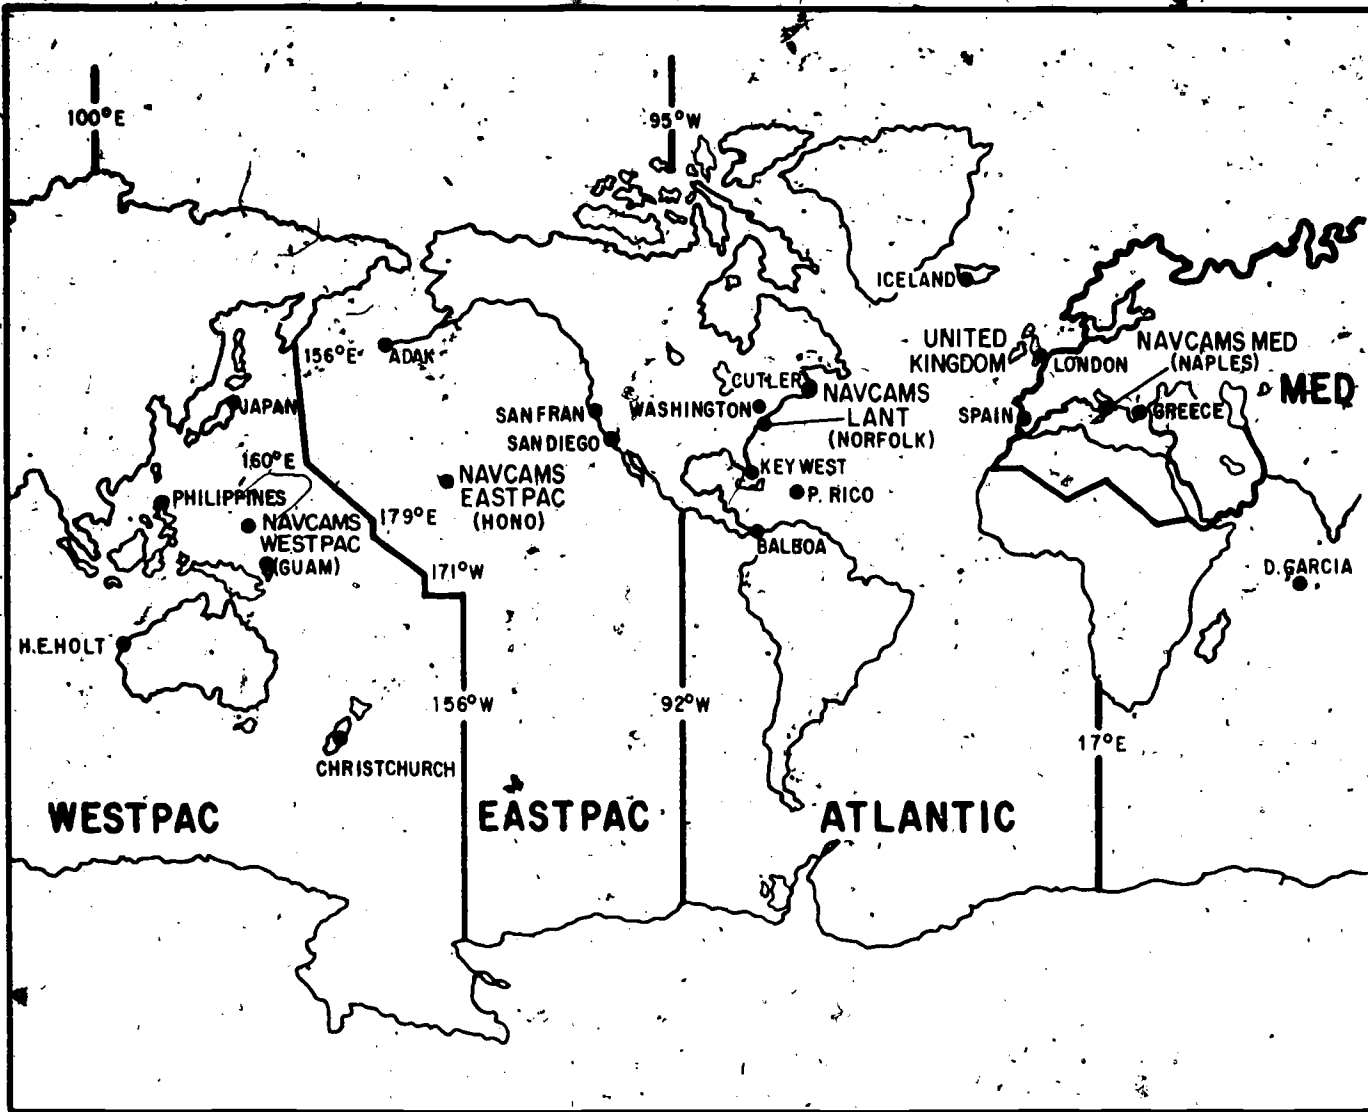 100°E
95°W
ICELAND
UNITED
KINGDOM
LONDON
NAVCAMS MED
(NAPLES)
MED
156°E
ADAK
CUTLER
NAVCAMS
LANT
(NORFOLK)
WASHINGTON
JAPAN
SAN FRAN
SAN DIEGO
SPAIN
GREECE
160°E
KEY WEST
PHILIPPINES
NAVCAMS
EASTPAC
(HONO)
P. RICO
179°E
NAVCAMS
WESTPAC
(GUAM)
BALBOA
171°W
D. GARCIA
H.E.HOLT
156°W
92°W
17°E
CHRISTCHURCH
WESTPAC
EASTPAC
ATLANTIC